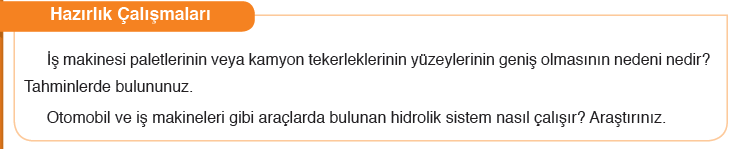 Hazırlık Çalışmaları
İş makinesi paletlerinin veya kamyon tekerleklerinin yüzeylerinin geniş olmasının nedeni nedir?
Tahminlerde bulununuz.
Otomobil ve iş makineleri gibi araçlarda bulunan hidrolik sistem nasıl çalışır? Araştırınız.